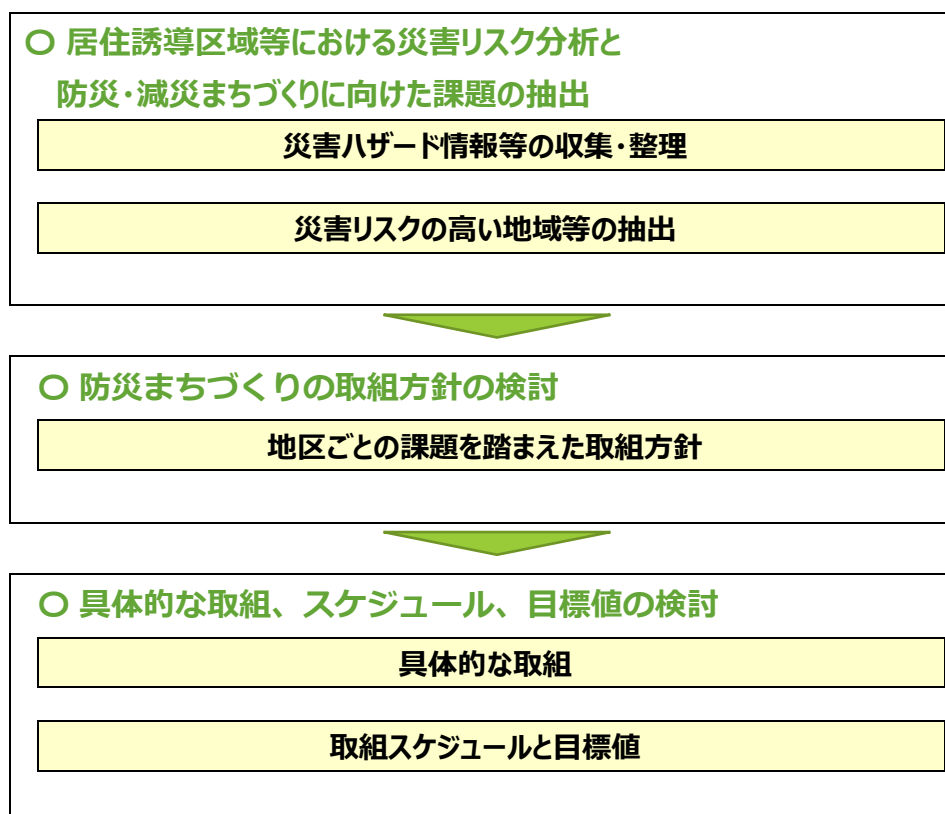 〇 居住誘導区域等における災害リスク分析と
防災・減災まちづくりに向けた課題の抽出
災害ハザード情報等の収集・整理
災害リスクの高い地域等の抽出
〇 防災まちづくりの取組方針の検討
地区ごとの課題を踏まえた取組方針
〇 具体的な取組、スケジュール、目標値の検討
具体的な取組
取組スケジュールと目標値